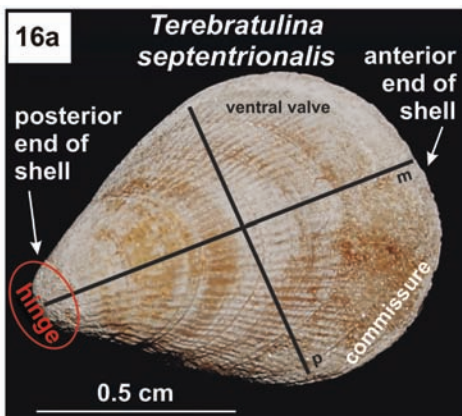 16a
Terebratulina
septentrionalis
anterior
end of
shell
ventral valve
posterior
end of
shell
m
hinge
commissure
p
0.5 cm